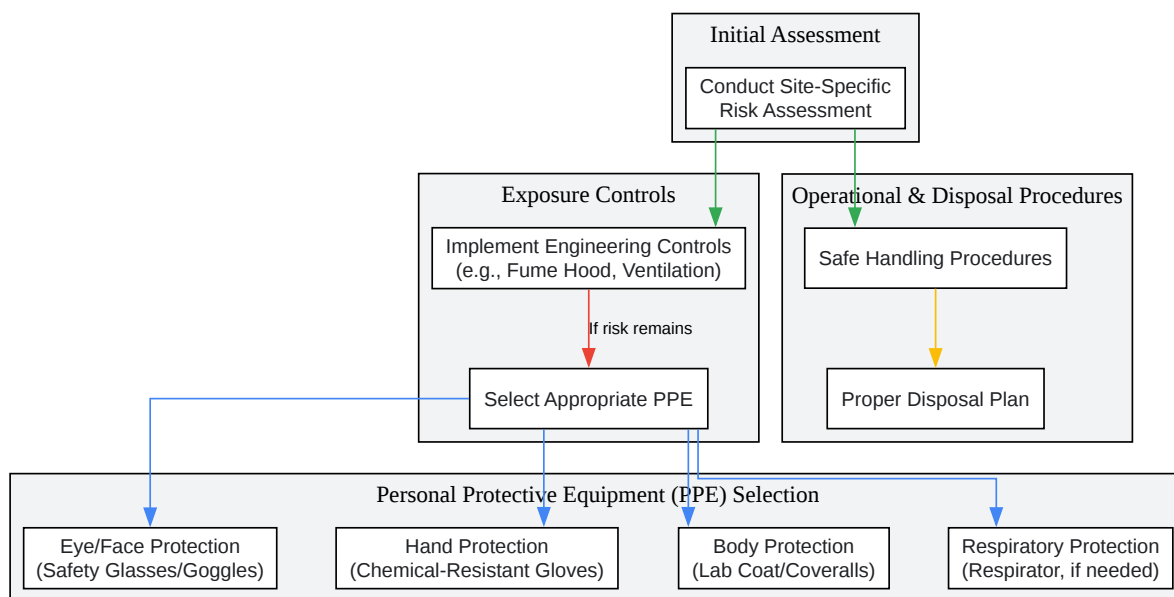 Initial Assessment
Conduct Site-Specific
Risk Assessment
Exposure Controls
Implement Engineering Controls
(e.g., Fume Hood, Ventilation)
If risk remains
Select Appropriate PPE
Operational & Disposal Procedures
Safe Handling Procedures
Proper Disposal Plan
Personal Protective Equipment (PPE) Selection
Eye/Face Protection
(Safety Glasses/Goggles)
Hand Protection
(Chemical-Resistant Gloves)
Body Protection
(Lab Coat/Coveralls)
Respiratory Protection
(Respirator, if needed)